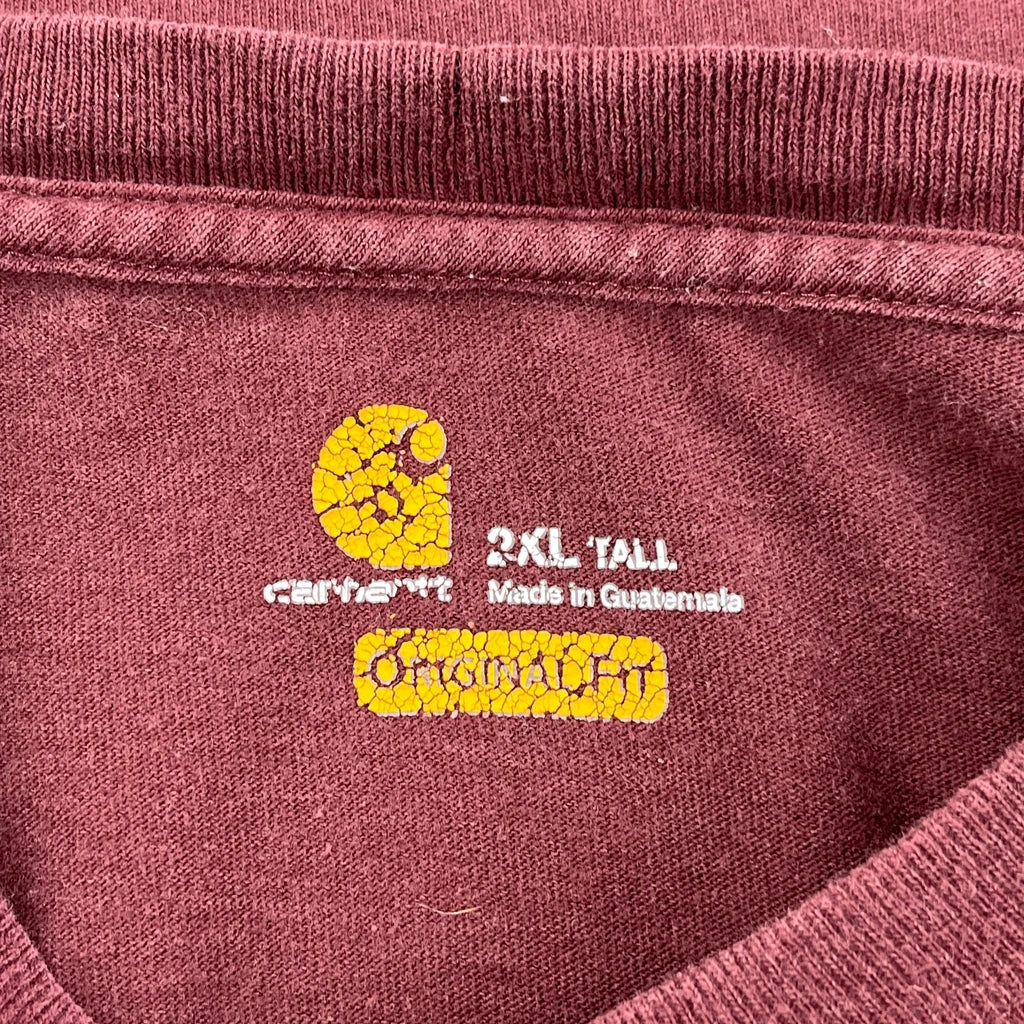 carhartt
2XL TALL
Made in Guatemala
ORIGINAL FIT